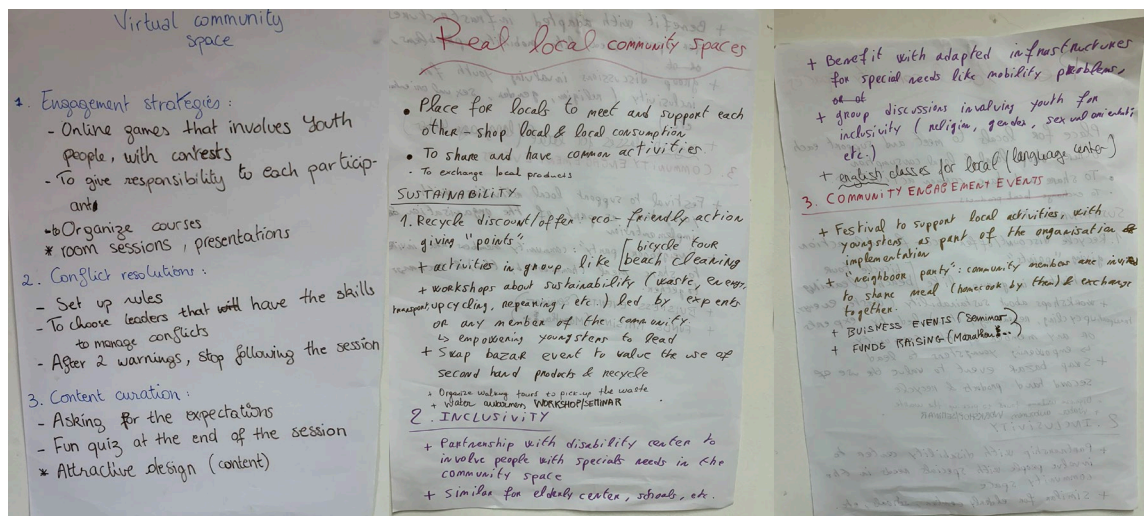 Virtual community
space
1. Engagement strategies :
- Online games that involves Youth
people, with contests
- To give responsibility to each particip-
ant
Organize courses
* room sessions, presentations
2. Conflict resolutions :
- Set up rules
- To choose leaders that have the skills
to manage conflicts
- After 2 warnings, stop following the session
3. Content curation :
- Asking for the expectations
- Fun quiz at the end of the session
* Attractive design (content)
Real local community spaces
• Place for locals to meet and support each
other - shop local & local consumption
• To share and have common activities.
- To exchange local products
SUSTAINABILITY
1. Recycle discount/offer eco-friendly action
giving "points"
+ activities in group like [bicycle tour
beach cleaning
+ workshops about sustainability (waste, energy,
transport, upcycling, repairing, etc.) led by experts
or any member of the community
↳ empowering youngsters to lead
+ Swap bazar event to value the use of
second hand products & recycle
+ Organize walking tours to pick-up the waste
+ Water WORKSHOP/SEMINAR
2. INCLUSIVITY
+ Partnership with disability center to
involve people with specials needs in the
community space
+ Similar for elderly center, schools, etc.
+ Benefit with adapted infrastructures
for special needs like mobility problems,
+ group discussions involving youth for
inclusivity (religion, gender, sexual orientation
etc.)
+ english classes for local (language center)
3. COMMUNITY ENGAGEMENT EVENTS
+ Festival to support local activities, with
youngsters as part of the organisation &
implementation
+ "neighboor party": community member are invited
to share meal (homecook by them) & exchange
together.
+ BUISNESS EVENTS (Seminar)
+ FUNDS RAISING (Marathon...)